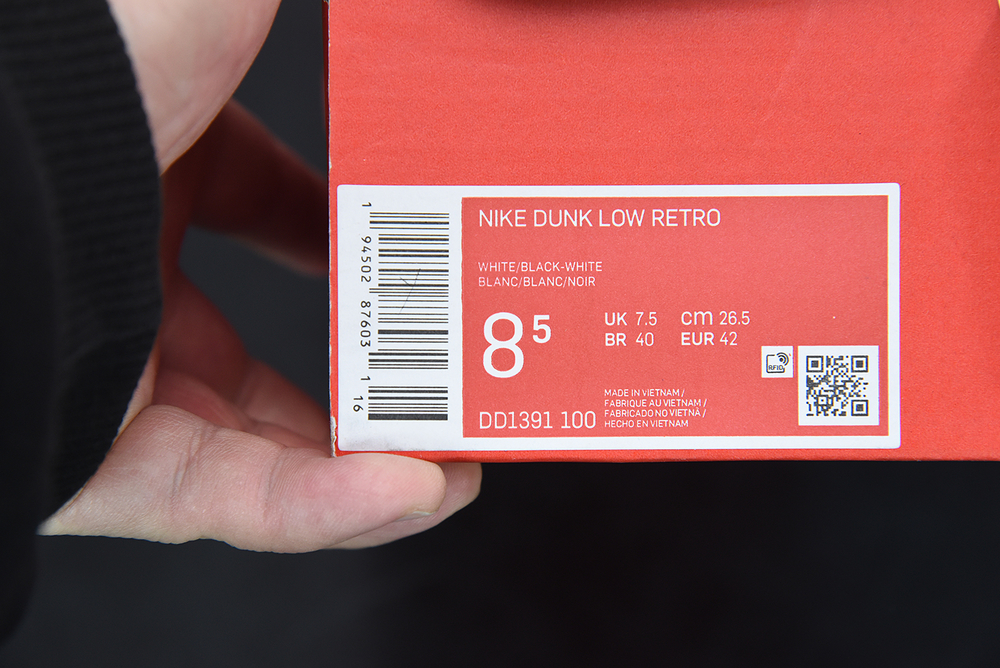 NIKE DUNK LOW RETRO
WHITE/BLACK-WHITE
BLANC/BLANC/NOIR
8 5
UK 7.5 cm 26.5
BR 40 EUR 42
RFID
DD1391 100
MADE IN VIETNAM /
FABRIQUE AU VIETNAM /
FABRICADO NO VIETNÀ /
HECHO EN VIETNAM
1 94502 87603 1 16